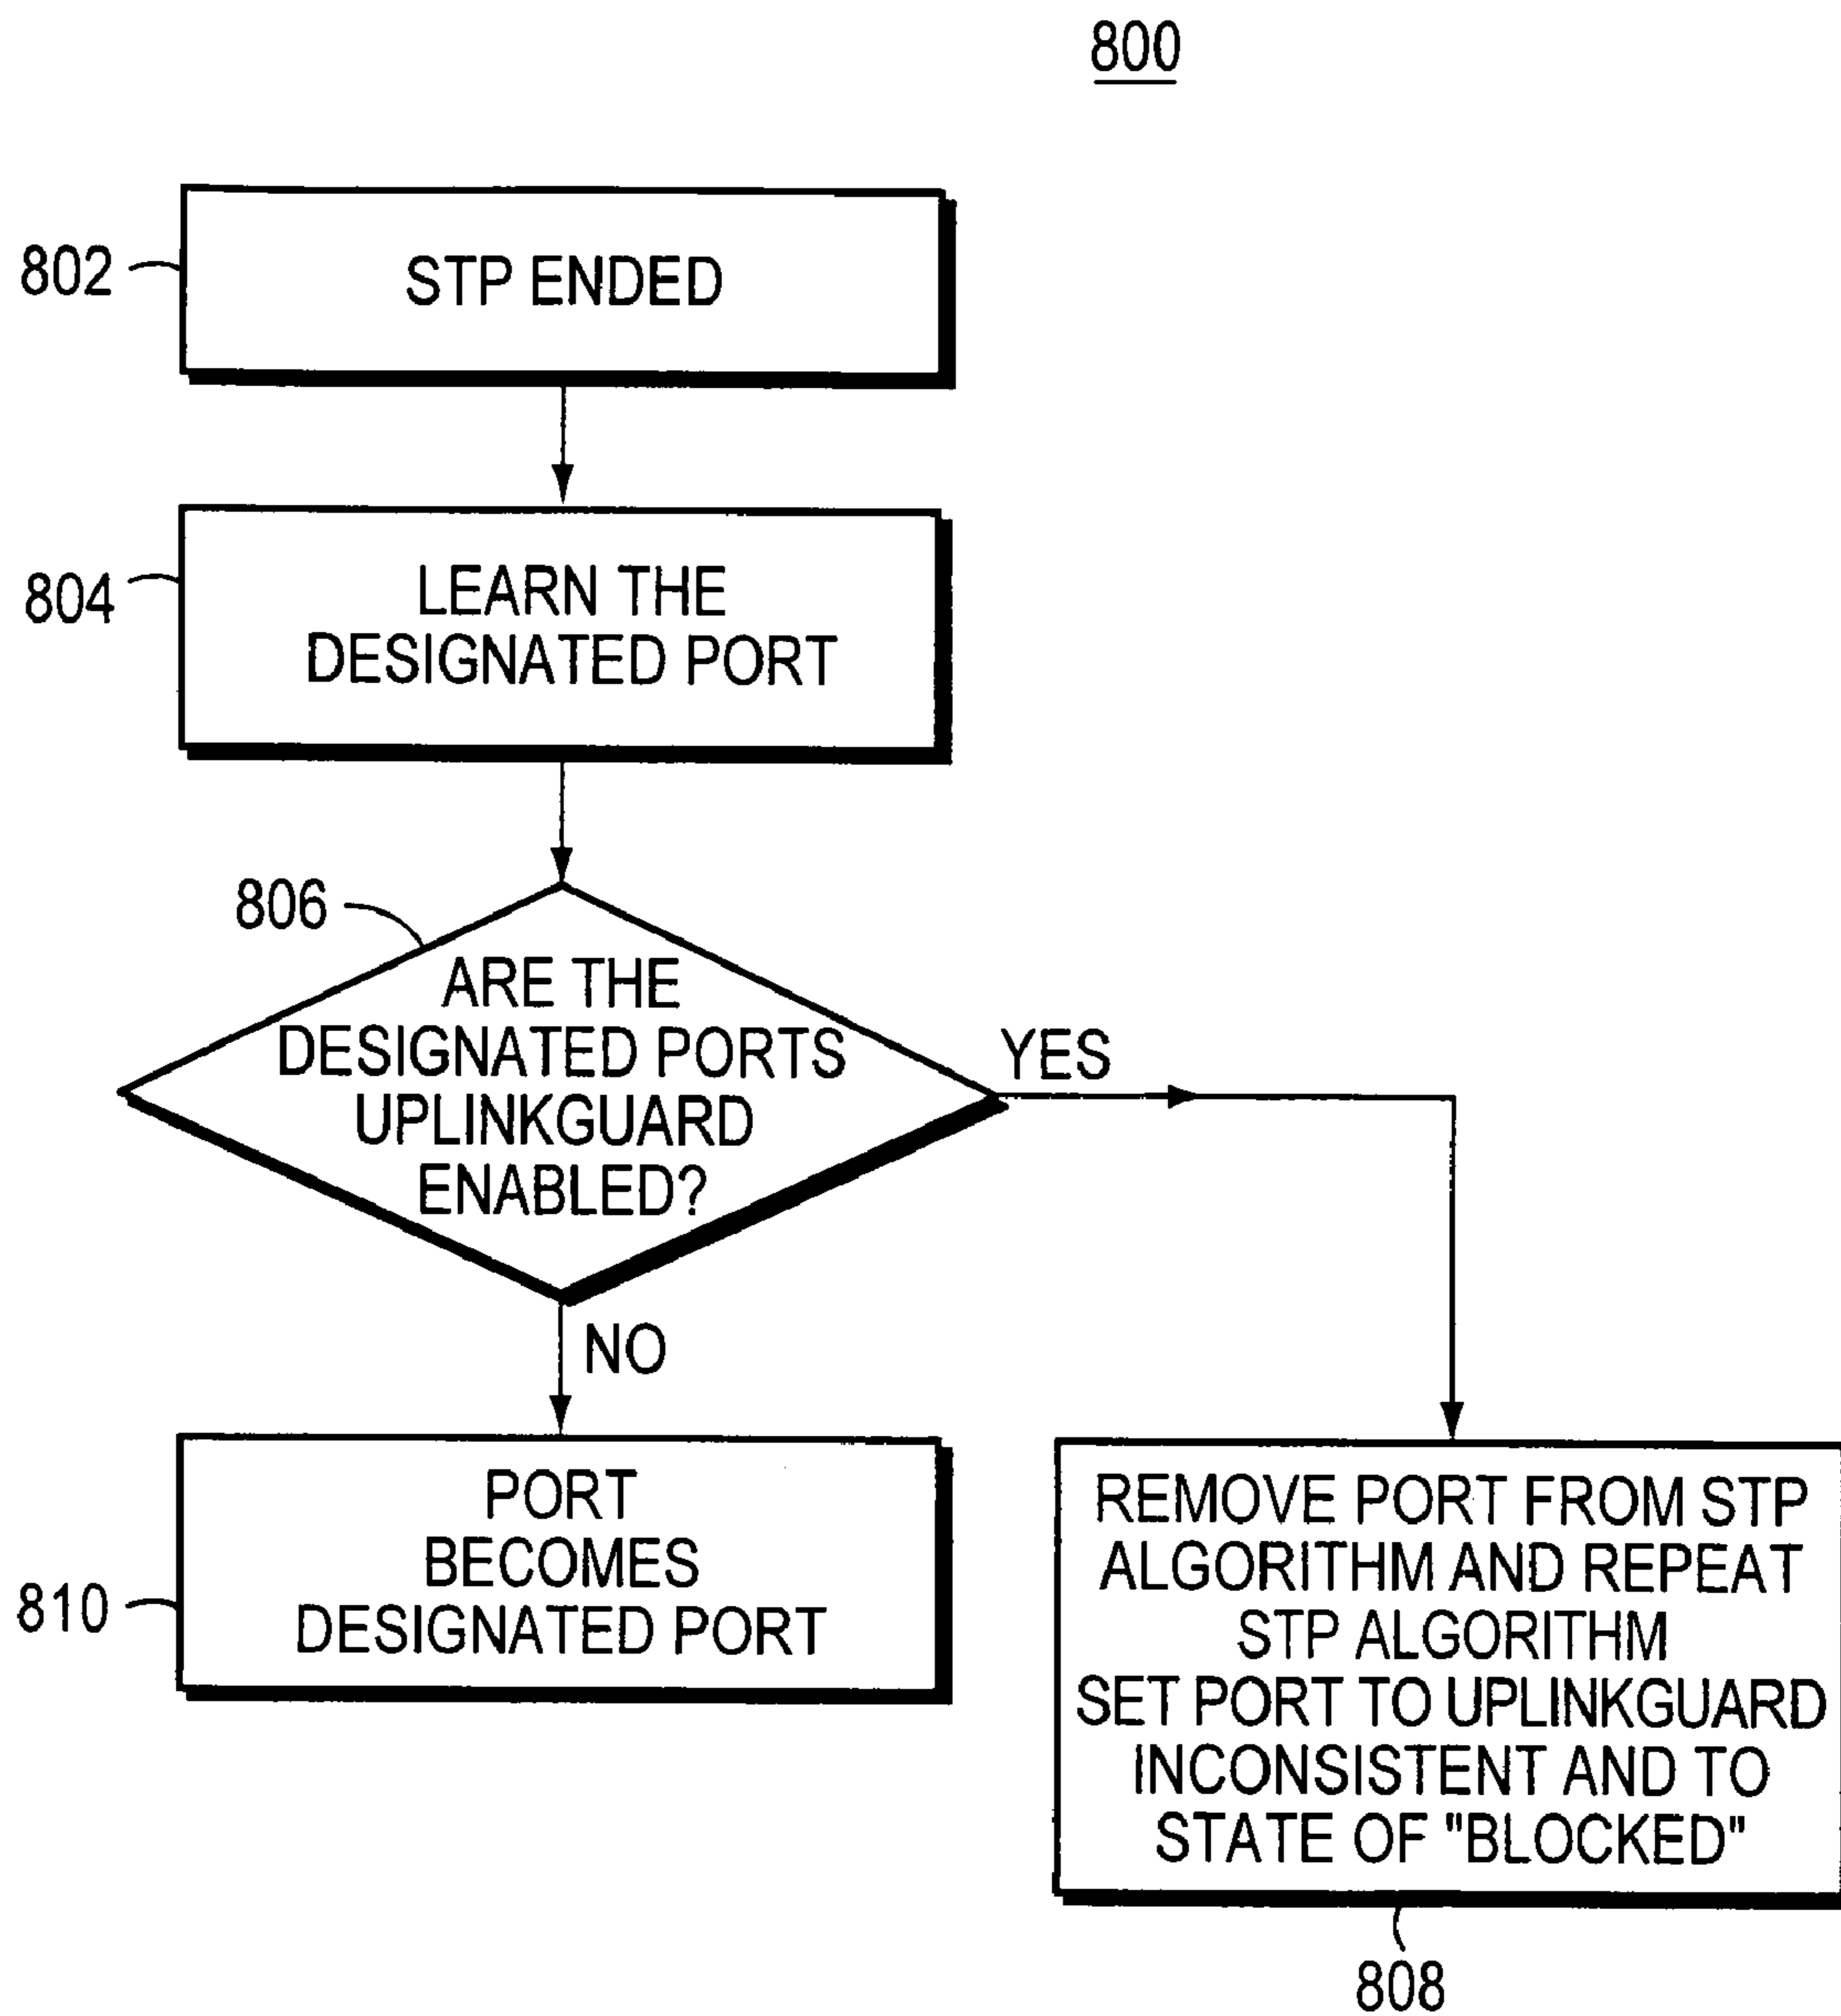 800
802
STP ENDED
804
LEARN THE
DESIGNATED PORT
806
ARE THE
DESIGNATED PORTS
UPLINKGUARD
ENABLED?
YES
NO
810
PORT
BECOMES
DESIGNATED PORT
REMOVE PORT FROM STP
ALGORITHM AND REPEAT
STP ALGORITHM
SET PORT TO UPLINKGUARD
INCONSISTENT AND TO
STATE OF "BLOCKED"
808